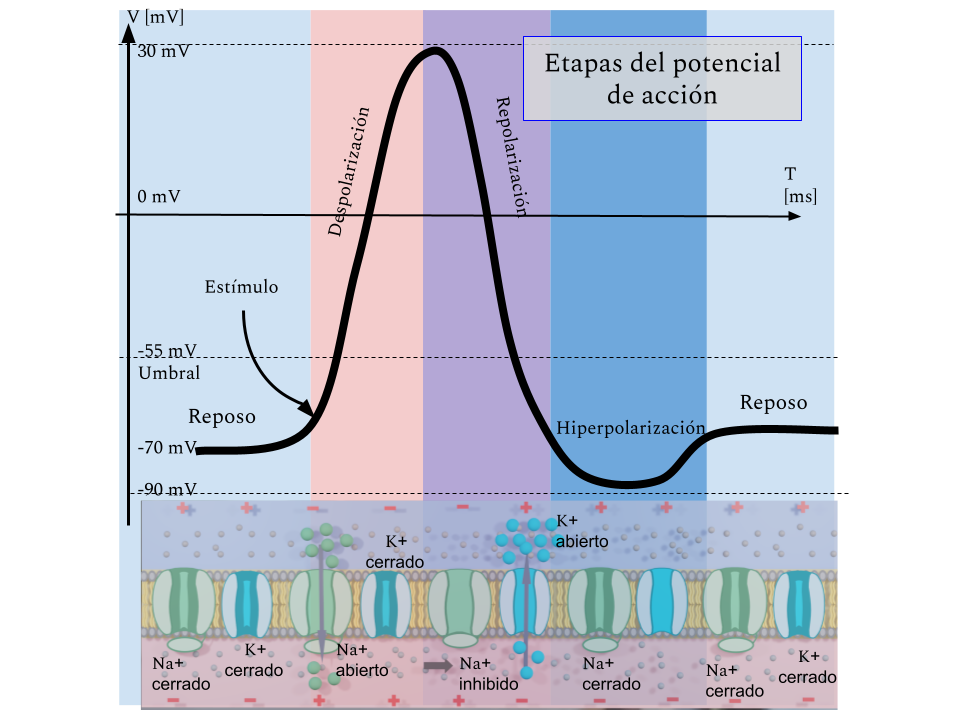 V [mV]
30 mV
Etapas del potencial
de acción
Despolarización
Repolarización
T
[ms]
0 mV
Estímulo
-55 mV
Umbral
Reposo
Reposo
Hiperpolarización
-70 mV
-90 mV
K+
abierto
K+
cerrado
Na+
cerrado
K+
cerrado
Na+
abierto
Na+
inhibido
Na+
cerrado
Na+
cerrado
K+
cerrado